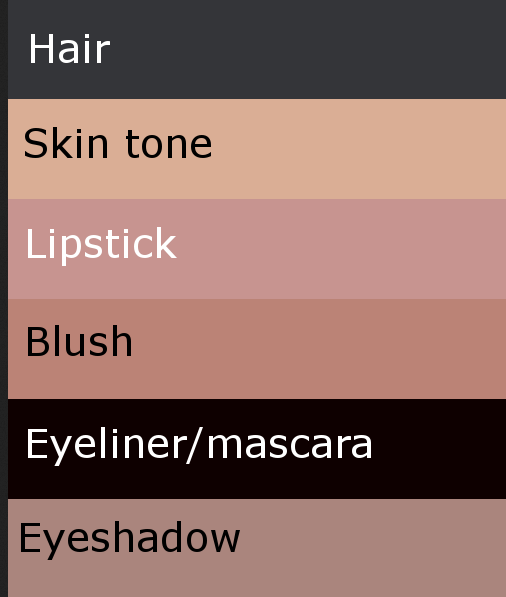 Hair
Skin tone
Lipstick
Blush
Eyeliner/mascara
Eyeshadow